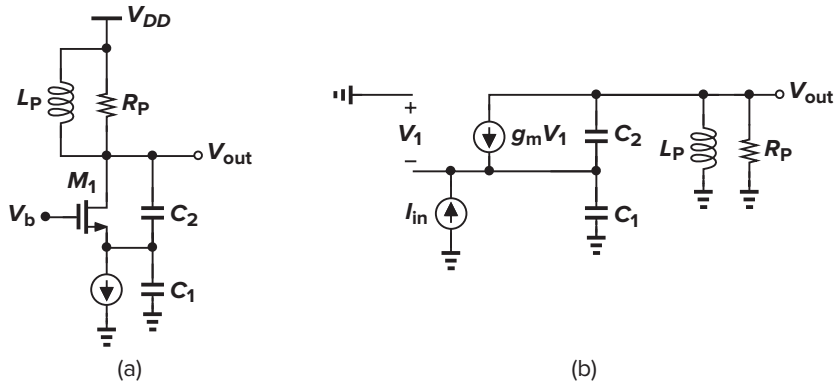 V_DD
L_P
R_P
V_out
M_1
C_2
V_b
C_1
(a)
+
V_1
−
g_mV_1
C_2
V_out
L_P
R_P
I_in
C_1
(b)